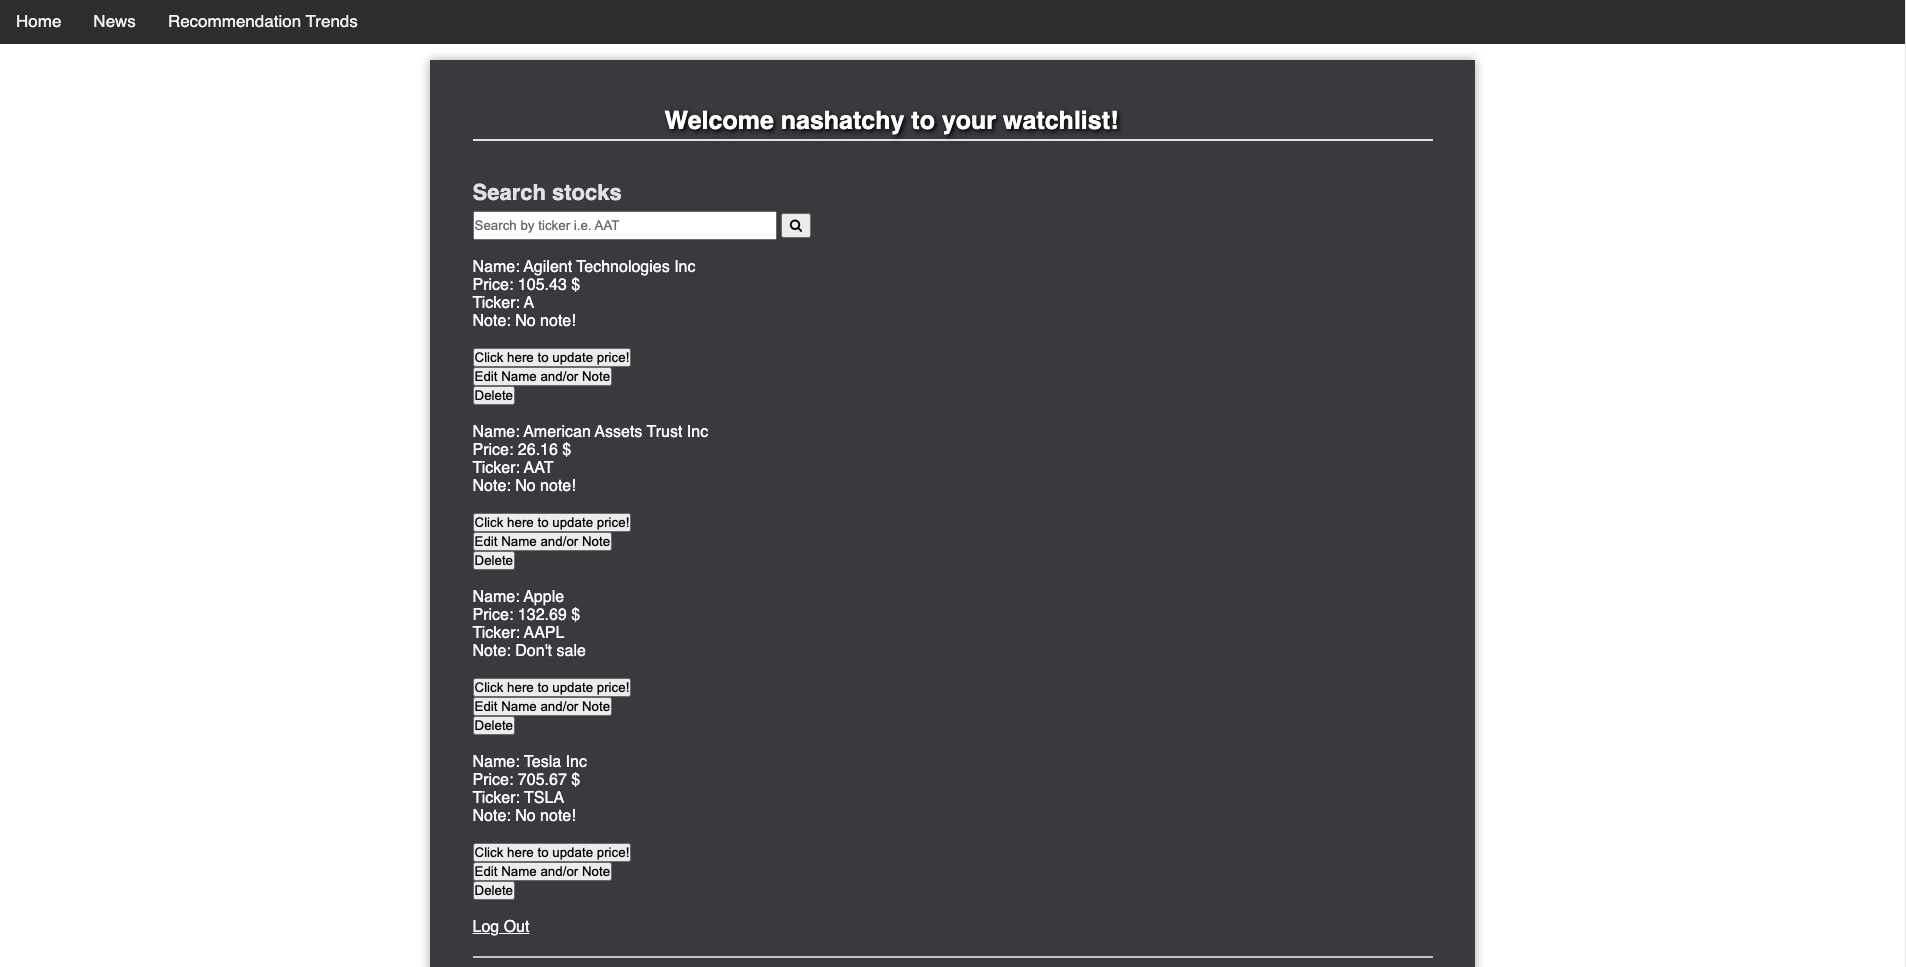 Home News Recommendation Trends
Welcome nashatchy to your watchlist!
Search stocks
Search by ticker i.e. AAT
Name: Agilent Technologies Inc
Price: 105.43 $
Ticker: A
Note: No note!
Click here to update price!
Edit Name and/or Note
Delete
Name: American Assets Trust Inc
Price: 26.16 $
Ticker: AAT
Note: No note!
Click here to update price!
Edit Name and/or Note
Delete
Name: Apple
Price: 132.69 $
Ticker: AAPL
Note: Don't sale
Click here to update price!
Edit Name and/or Note
Delete
Name: Tesla Inc
Price: 705.67 $
Ticker: TSLA
Note: No note!
Click here to update price!
Edit Name and/or Note
Delete
Log Out